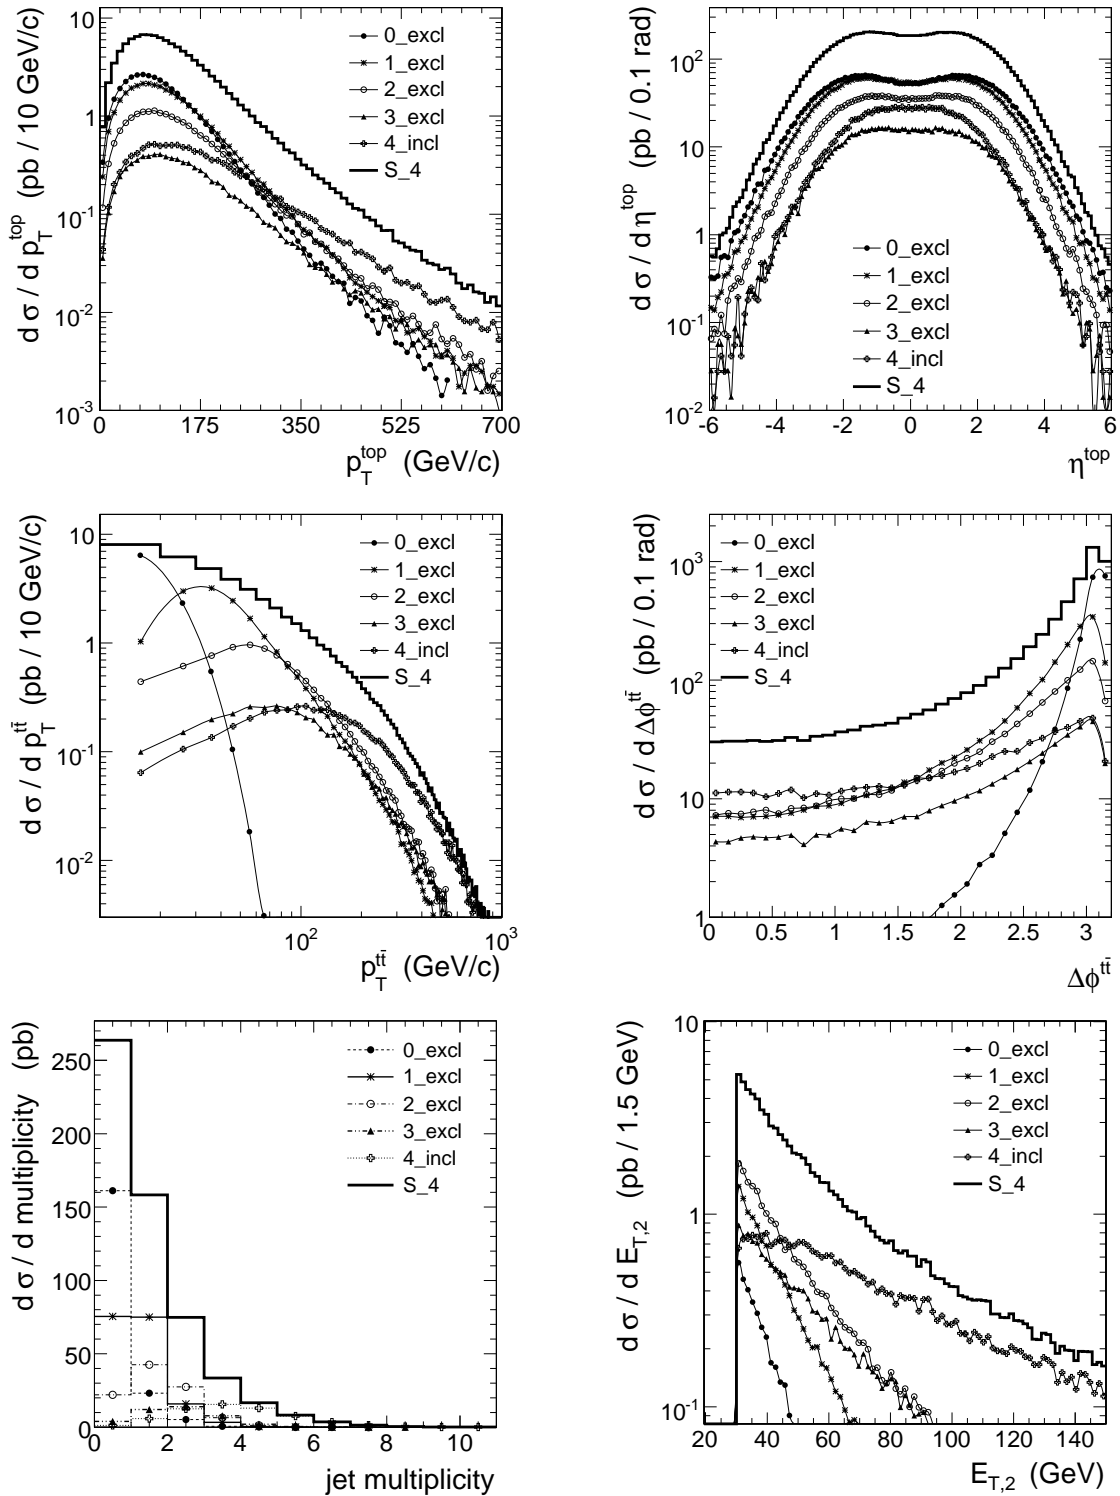 d σ / d p_T^top (pb / 10 GeV/c)
10
1
10^-1
10^-2
10^-3
0 175 350 525 700
p_T^top (GeV/c)
0_excl
1_excl
2_excl
3_excl
4_incl
S_4
d σ / d η^top (pb / 0.1 rad)
10^2
10
1
10^-1
10^-2
-6 -4 -2 0 2 4 6
η^top
0_excl
1_excl
2_excl
3_excl
4_incl
S_4
d σ / d p_T^tt̄ (pb / 10 GeV/c)
10
1
10^-1
10^-2
10^2 10^3
p_T^tt̄ (GeV/c)
0_excl
1_excl
2_excl
3_excl
4_incl
S_4
d σ / d Δϕ^tt̄ (pb / 0.1 rad)
10^3
10^2
10
1
0 0.5 1 1.5 2 2.5 3
Δϕ^tt̄
0_excl
1_excl
2_excl
3_excl
4_incl
S_4
d σ / d multiplicity (pb)
250
200
150
100
50
0
0 2 4 6 8 10
jet multiplicity
0_excl
1_excl
2_excl
3_excl
4_incl
S_4
d σ / d E_T,2 (pb / 1.5 GeV)
10
1
10^-1
20 40 60 80 100 120 140
E_T,2 (GeV)
0_excl
1_excl
2_excl
3_excl
4_incl
S_4